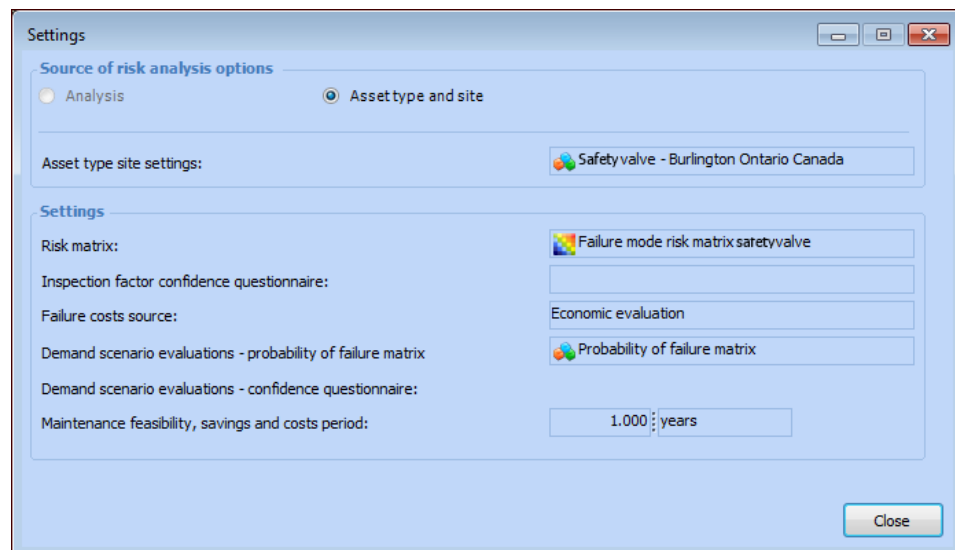 Settings
Source of risk analysis options
Analysis Asset type and site
Asset type site settings: Safety valve - Burlington Ontario Canada
Settings
Risk matrix: Failure mode risk matrix safetyvalve
Inspection factor confidence questionnaire:
Failure costs source: Economic evaluation
Demand scenario evaluations - probability of failure matrix Probability of failure matrix
Demand scenario evaluations - confidence questionnaire:
Maintenance feasibility, savings and costs period: 1.000 years
Close